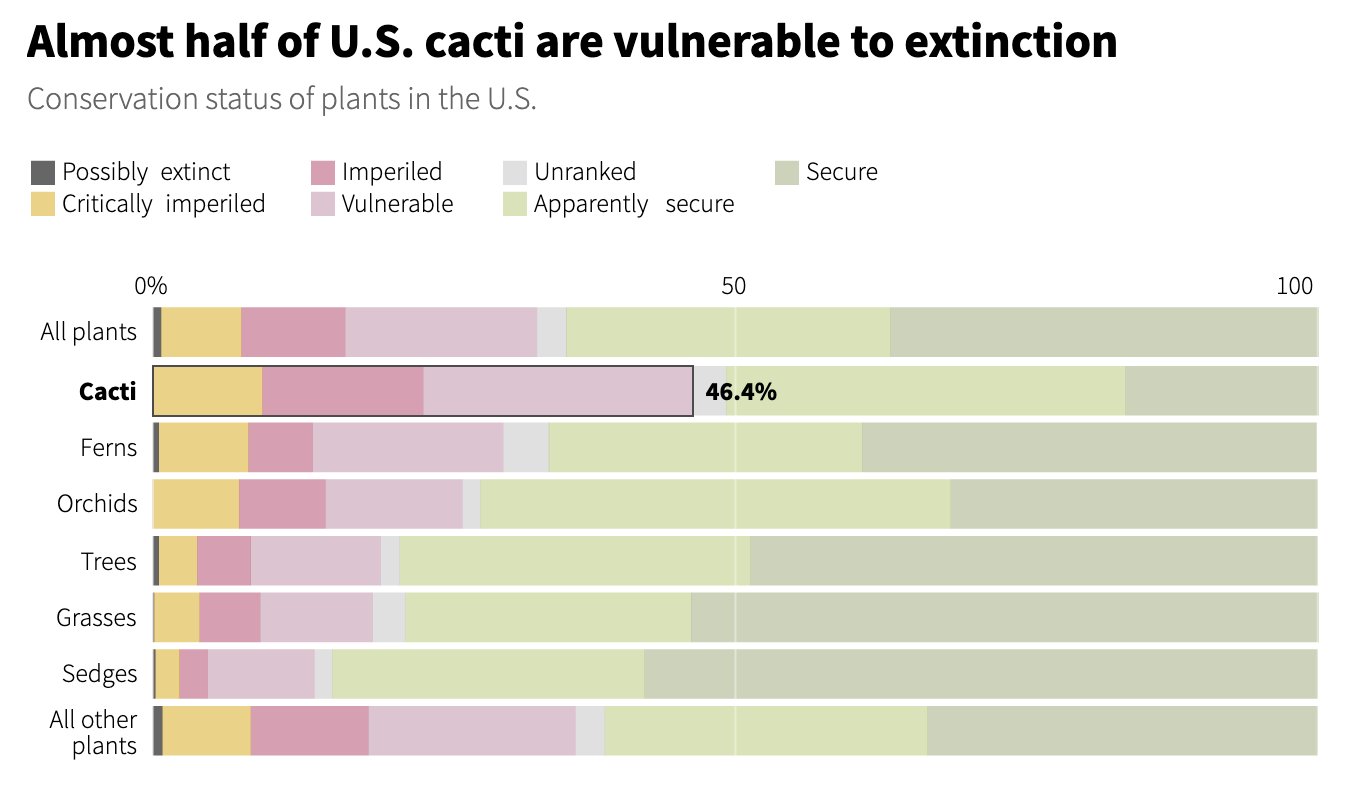 Almost half of U.S. cacti are vulnerable to extinction
Conservation status of plants in the U.S.
Possibly extinct
Imperiled
Unranked
Secure
Critically imperiled
Vulnerable
Apparently secure
0%
50
100
All plants
Cacti
46.4%
Ferns
Orchids
Trees
Grasses
Sedges
All other
plants